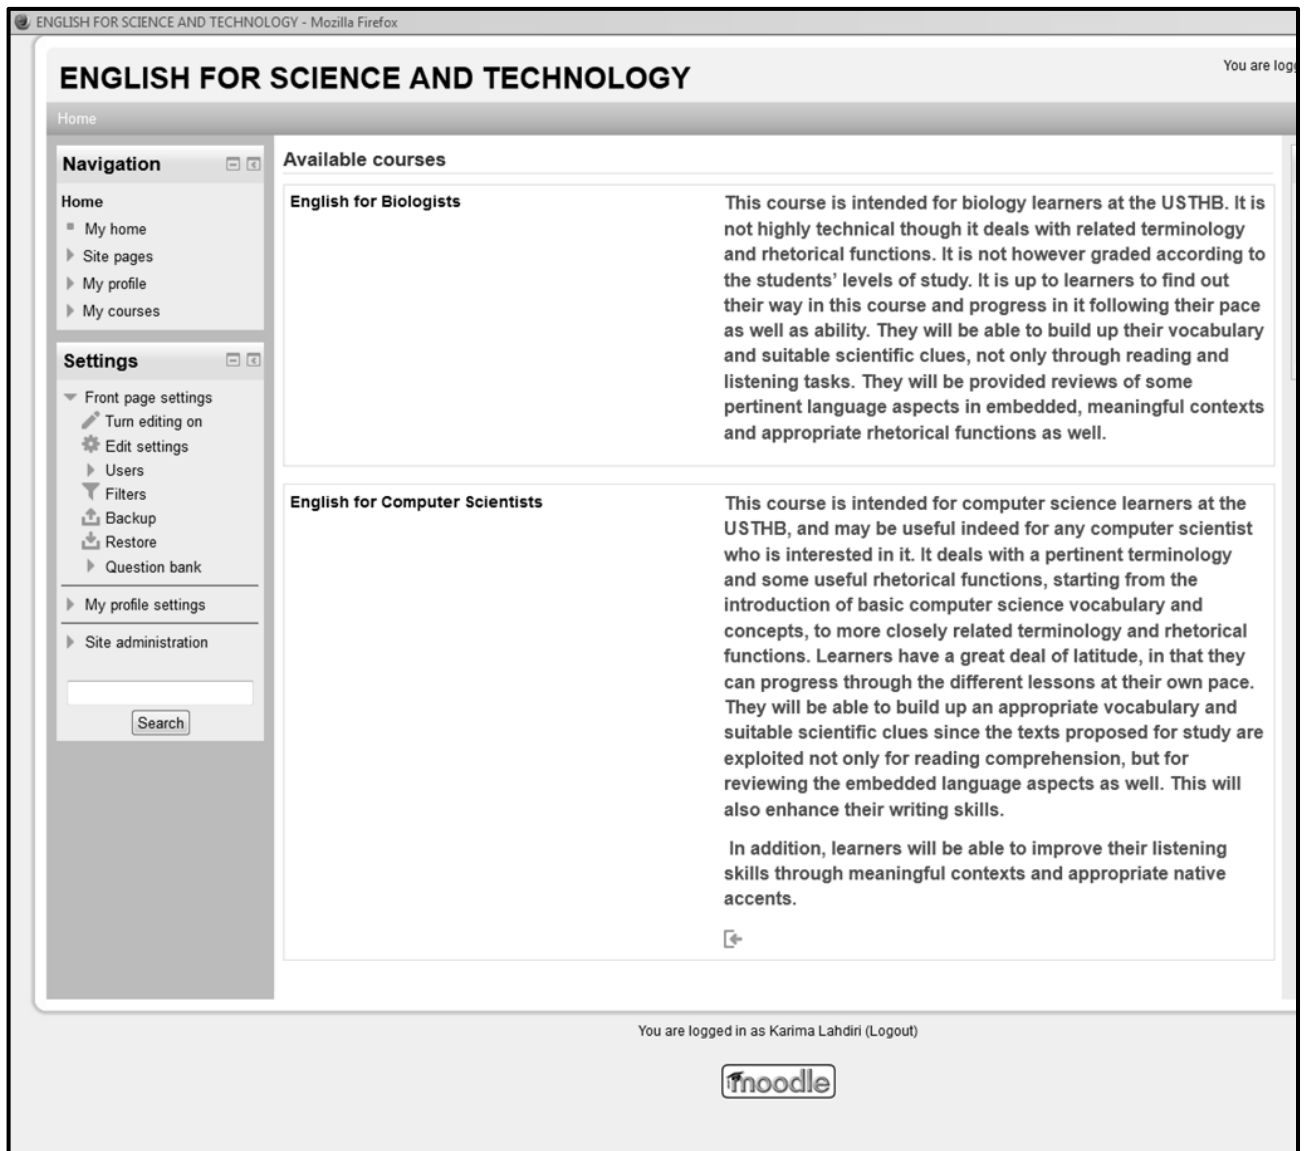 ENGLISH FOR SCIENCE AND TECHNOLOGY - Mozilla Firefox
ENGLISH FOR SCIENCE AND TECHNOLOGY
You are
Home
Navigation
Home
My home
Site pages
My profile
My courses
Settings
Front page settings
Turn editing on
Edit settings
Users
Filters
Backup
Restore
Question bank
My profile settings
Site administration
Search
Available courses
English for Biologists
This course is intended for biology learners at the USTHB. It is
not highly technical though it deals with related terminology
and rhetorical functions. It is not however graded according to
the students’ levels of study. It is up to learners to find out
their way in this course and progress in it following their pace
as well as ability. They will be able to build up their vocabulary
and suitable scientific clues, not only through reading and
listening tasks. They will be provided reviews of some
pertinent language aspects in embedded, meaningful contexts
and appropriate rhetorical functions as well.
English for Computer Scientists
This course is intended for computer science learners at the
USTHB, and may be useful indeed for any computer scientist
who is interested in it. It deals with a pertinent terminology
and some useful rhetorical functions, starting from the
introduction of basic computer science vocabulary and
concepts, to more closely related terminology and rhetorical
functions. Learners have a great deal of latitude, in that they
can progress through the different lessons at their own pace.
They will be able to build up an appropriate vocabulary and
suitable scientific clues since the texts proposed for study are
exploited not only for reading comprehension, but for
reviewing the embedded language aspects as well. This will
also enhance their writing skills.
In addition, learners will be able to improve their listening
skills through meaningful contexts and appropriate native
accents.
You are logged in as Karima Lahdiri (Logout)
moodle